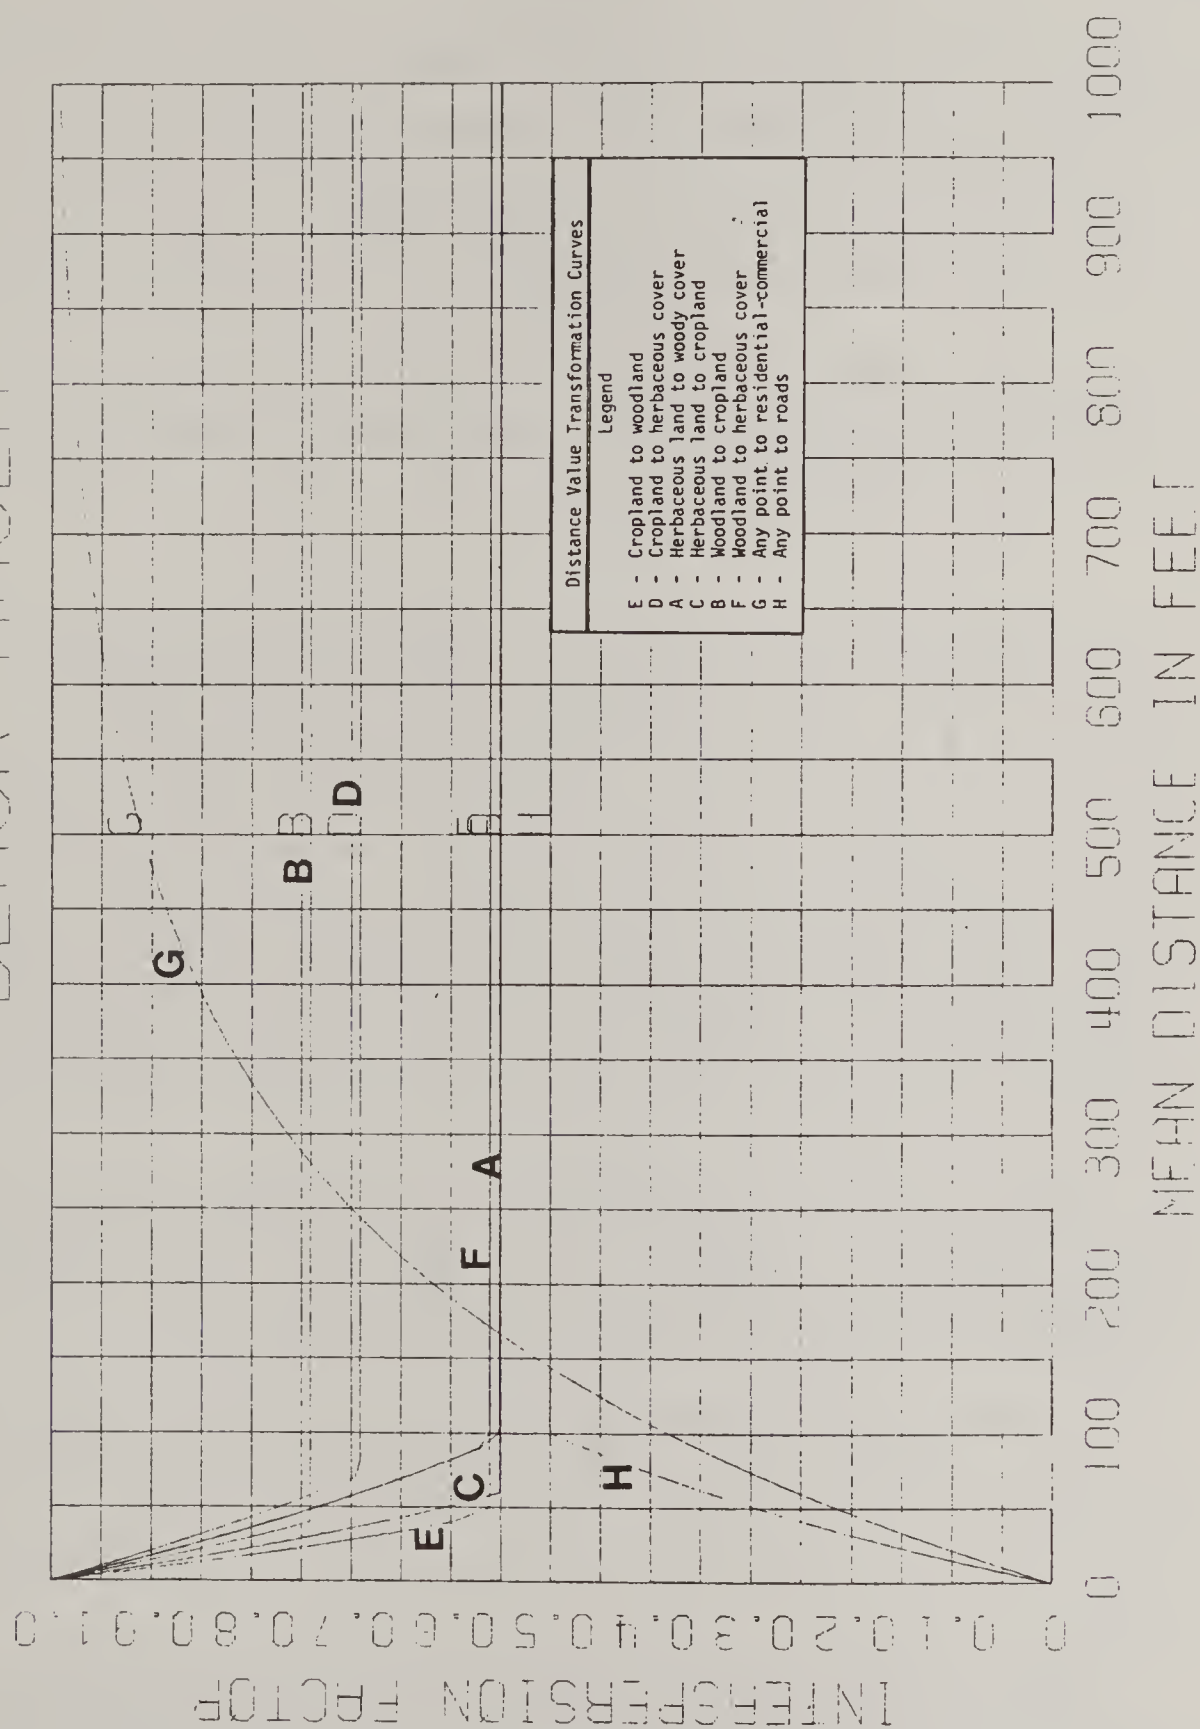 1000
900
800
700
600
500
400
300
200
100
0
MEAN DISTANCE IN FEET
INTERSPERSION FACTOR
1.0
0.9
0.8
0.7
0.6
0.5
0.4
0.3
0.2
0.1
0
G
B
D
B
D
G
A
F
C
E
H
Distance Value Transformation Curves
Legend
E - Cropland to woodland
D - Cropland to herbaceous cover
A - Herbaceous land to woody cover
C - Herbaceous land to cropland
B - Woodland to cropland
F - Woodland to herbaceous cover
G - Any point to residential-commercial
H - Any point to roads